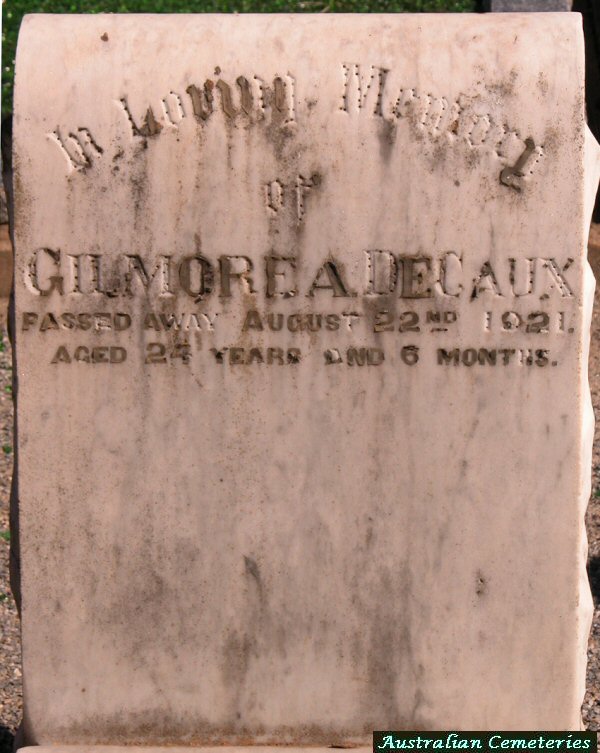 In Loving Memory
of
GILMORE A. DECAUX
PASSED AWAY AUGUST 22ND 1921.
AGED 24 YEARS AND 6 MONTHS.
Australian Cemeteries